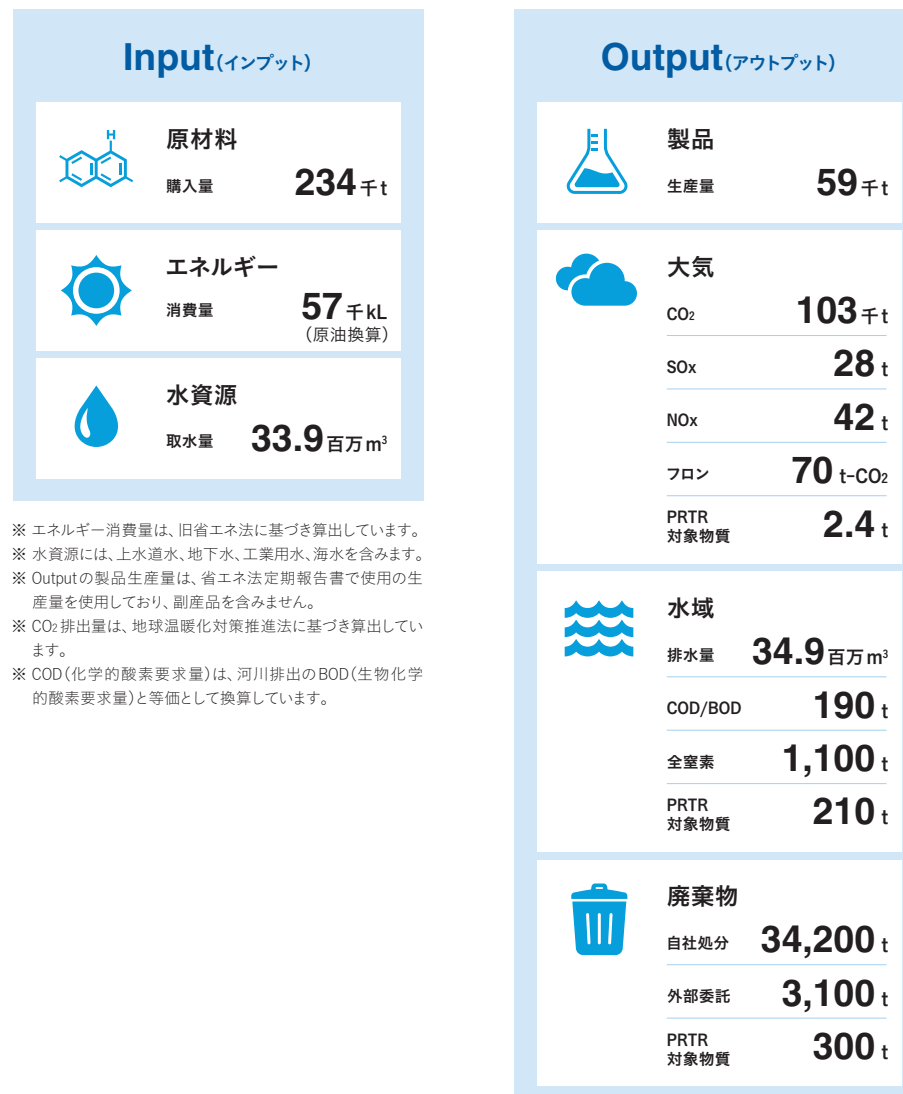 Input(インプット)
H
原材料
購入量 234千t
エネルギー
消費量 57千kL
(原油換算)
水資源
取水量 33.9百万m³
※ エネルギー消費量は、旧省エネ法に基づき算出しています。
※ 水資源には、上水道水、地下水、工業用水、海水を含みます。
※ Outputの製品生産量は、省エネ法定期報告書で使用の生
産量を使用しており、副産品を含みません。
※ CO₂排出量は、地球温暖化対策推進法に基づき算出してい
ます。
※ COD(化学的酸素要求量)は、河川排出のBOD(生物化学
的酸素要求量)と等価として換算しています。
Output(アウトプット)
製品
生産量 59千t
大気
CO₂ 103千t
SOx 28 t
NOx 42 t
フロン 70 t-CO₂
PRTR
対象物質 2.4 t
水域
排水量 34.9百万m³
COD/BOD 190 t
全窒素 1,100 t
PRTR
対象物質 210 t
廃棄物
自社処分 34,200 t
外部委託 3,100 t
PRTR
対象物質 300 t